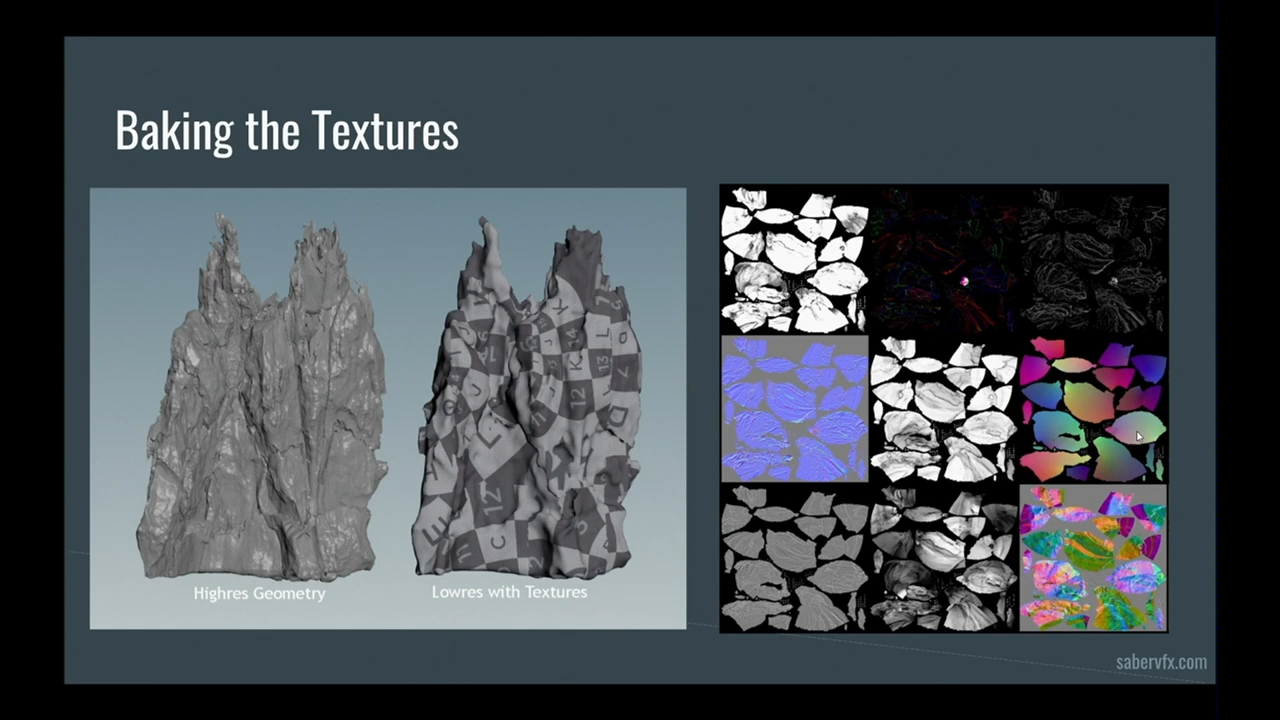 Baking the Textures
Highres Geometry
Lowres with Textures
sabervfx.com